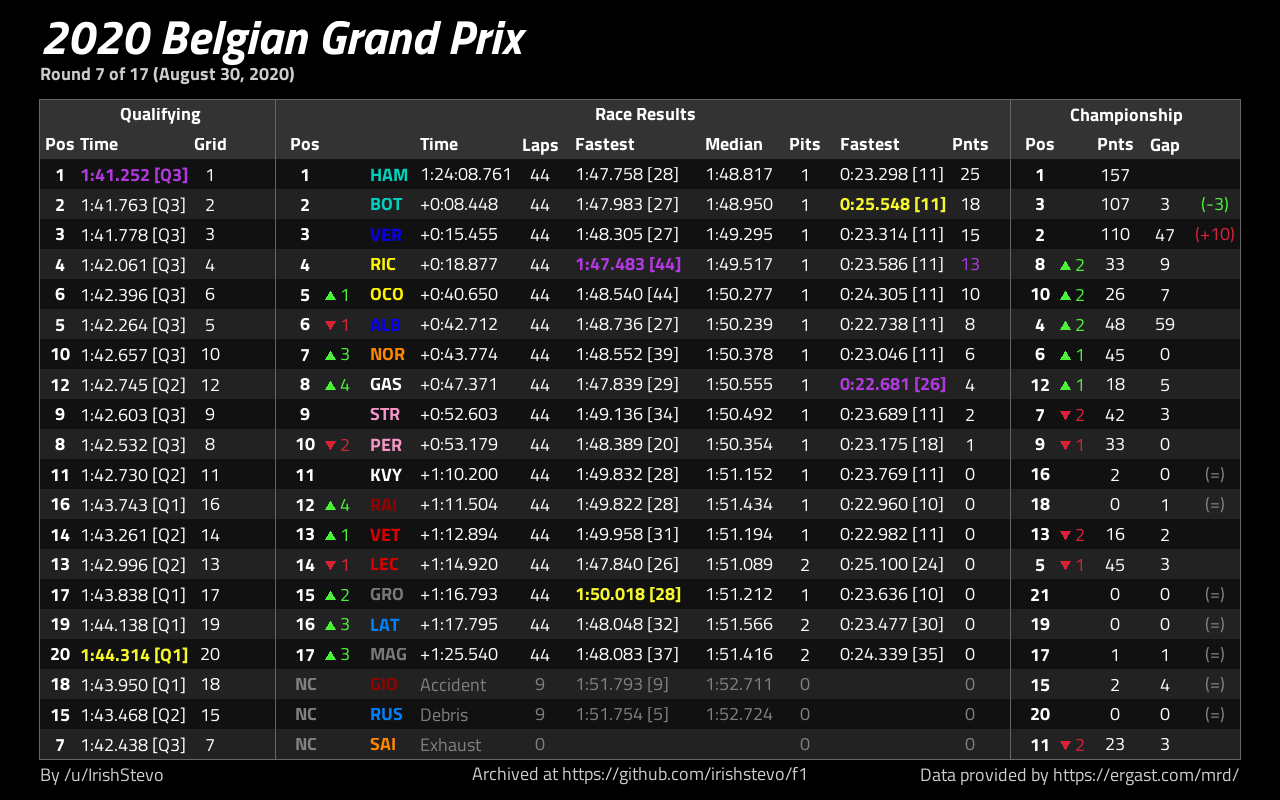 2020 Belgian Grand Prix
Round 7 of 17 (August 30, 2020)
Qualifying Race Results Championship
Pos Time Grid Pos Time Laps Fastest Median Pits Fastest Pnts Pos Pnts Gap
1 1:41.252 [Q3] 1 1 HAM 1:24:08.761 44 1:47.758 [28] 1:48.817 1 0:23.298 [11] 25 1 157
2 1:41.763 [Q3] 2 2 BOT +0:08.448 44 1:47.983 [27] 1:48.950 1 0:25.548 [11] 18 3 107 3 (-3)
3 1:41.778 [Q3] 3 3 VER +0:15.455 44 1:48.305 [27] 1:49.295 1 0:23.314 [11] 15 2 110 47 (+10)
4 1:42.061 [Q3] 4 4 RIC +0:18.877 44 1:47.483 [44] 1:49.517 1 0:23.586 [11] 13 8 ▲2 33 9
6 1:42.396 [Q3] 6 5 ▲1 OCO +0:40.650 44 1:48.540 [44] 1:50.277 1 0:24.305 [11] 10 10 ▲2 26 7
5 1:42.264 [Q3] 5 6 ▼1 ALB +0:42.712 44 1:48.736 [27] 1:50.239 1 0:22.738 [11] 8 4 ▲2 48 59
10 1:42.657 [Q3] 10 7 ▲3 NOR +0:43.774 44 1:48.552 [39] 1:50.378 1 0:23.046 [11] 6 6 ▲1 45 0
12 1:42.745 [Q2] 12 8 ▲4 GAS +0:47.371 44 1:47.839 [29] 1:50.555 1 0:22.681 [26] 4 12 ▲1 18 5
9 1:42.603 [Q3] 9 9 STR +0:52.603 44 1:49.136 [34] 1:50.492 1 0:23.689 [11] 2 7 ▼2 42 3
8 1:42.532 [Q3] 8 10 ▼2 PER +0:53.179 44 1:48.389 [20] 1:50.354 1 0:23.175 [18] 1 9 ▼1 33 0
11 1:42.730 [Q2] 11 11 KVY +1:10.200 44 1:49.832 [28] 1:51.152 1 0:23.769 [11] 0 16 2 0 (=)
16 1:43.743 [Q1] 16 12 ▲4 RAI +1:11.504 44 1:49.822 [28] 1:51.434 1 0:22.960 [10] 0 18 0 1 (=)
14 1:43.261 [Q2] 14 13 ▲1 VET +1:12.894 44 1:49.958 [31] 1:51.194 1 0:22.982 [11] 0 13 ▼2 16 2
13 1:42.996 [Q2] 13 14 ▼1 LEC +1:14.920 44 1:47.840 [26] 1:51.089 2 0:25.100 [24] 0 5 ▼1 45 3
17 1:43.838 [Q1] 17 15 ▲2 GRO +1:16.793 44 1:50.018 [28] 1:51.212 1 0:23.636 [10] 0 21 0 0 (=)
19 1:44.138 [Q1] 19 16 ▲3 LAT +1:17.795 44 1:48.048 [32] 1:51.566 2 0:23.477 [30] 0 19 0 0 (=)
20 1:44.314 [Q1] 20 17 ▲3 MAG +1:25.540 44 1:48.083 [37] 1:51.416 2 0:24.339 [35] 0 17 1 1 (=)
18 1:43.950 [Q1] 18 NC GIO Accident 9 1:51.793 [9] 1:52.711 0 0 15 2 4 (=)
15 1:43.468 [Q2] 15 NC RUS Debris 9 1:51.754 [5] 1:52.724 0 0 20 0 0 (=)
7 1:42.438 [Q3] 7 NC SAI Exhaust 0 0 0 11 ▼2 23 3
By /u/IrishStevo Archived at https://github.com/irishstevo/f1 Data provided by https://ergast.com/mrd/